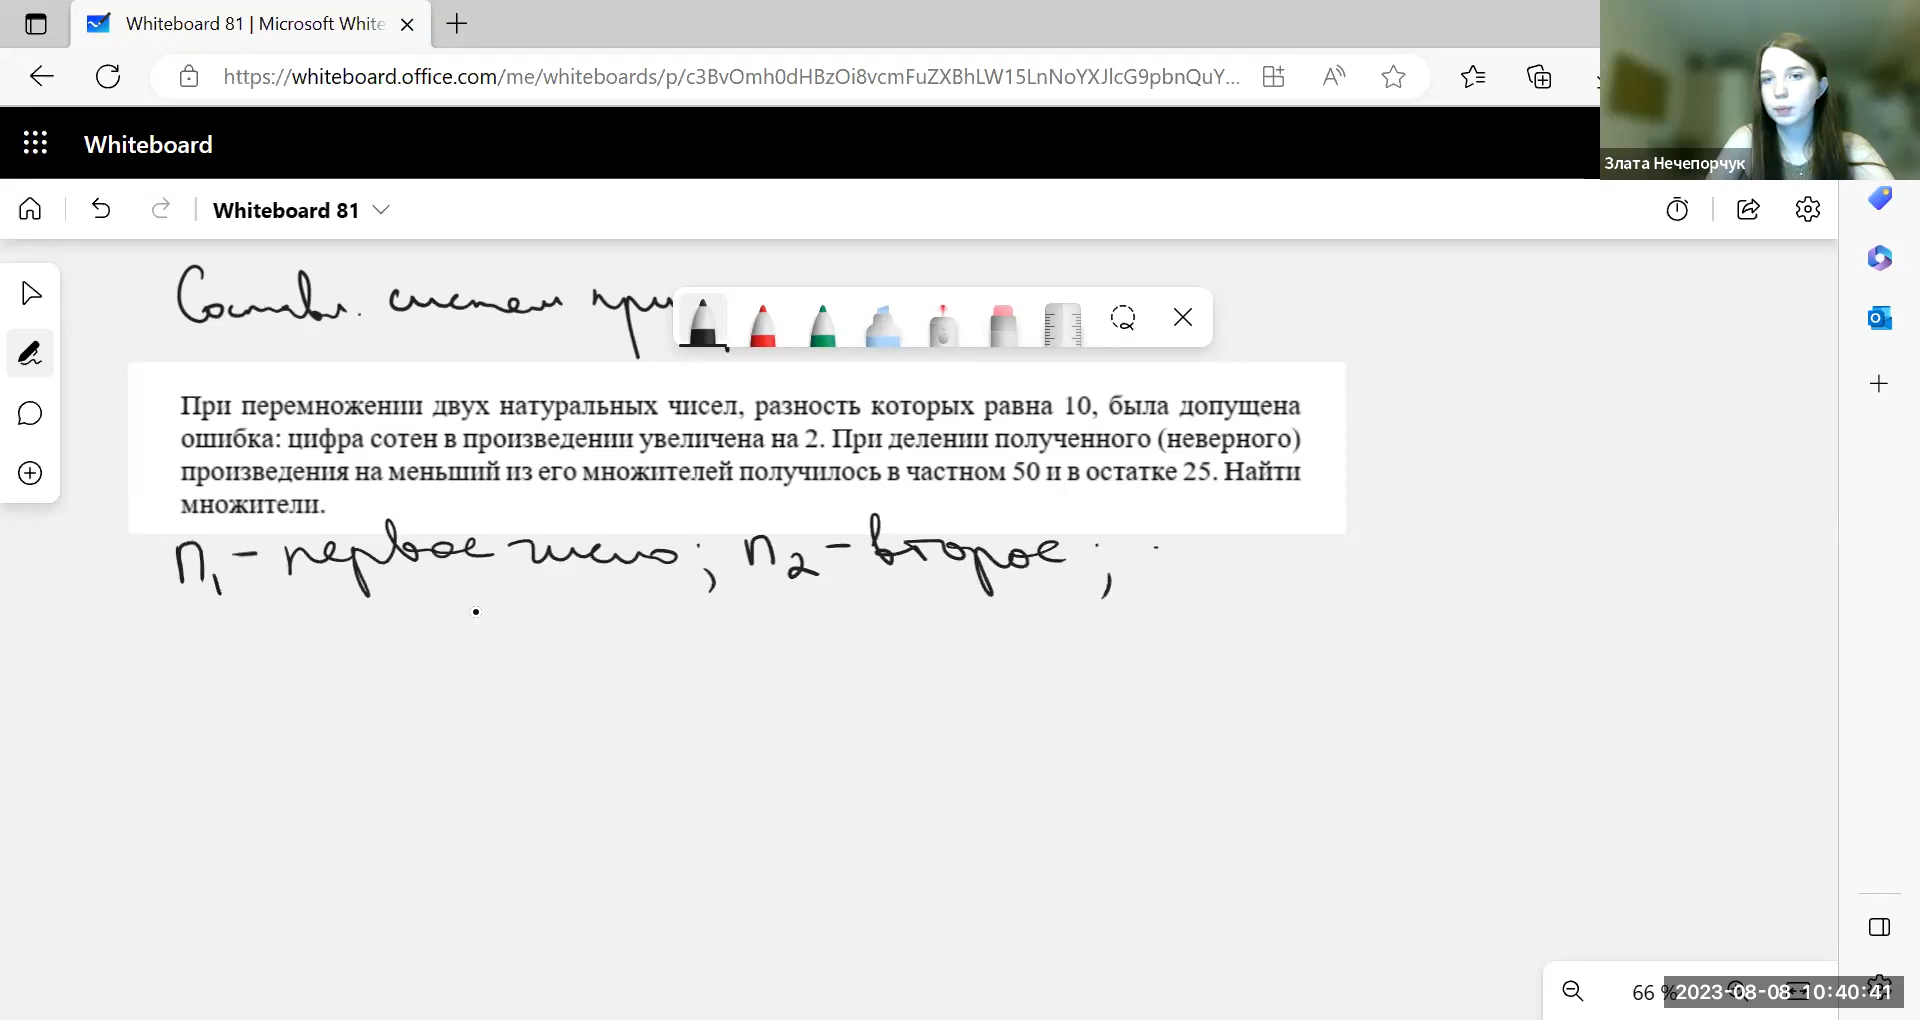 Whiteboard 81 | Microsoft White
https://whiteboard.office.com/me/whiteboards/p/c3BvOmh0dHBzOi8vcmFuZXBhLW15LnNoYXJlcG9pbnQuY...
Злата Нечепорчук
Whiteboard
Whiteboard 81
систем
При перемножении двух натуральных чисел, разность которых равна 10, была допущена
ошибка: цифра сотен в произведении увеличена на 2. При делении полученного (неверного)
произведения на меньший из его множителей получилось в частном 50 и в остатке 25. Найти
множители.
n₁ - первое число; n₂ - второе;
66 %
2023-08-08 10:40:41